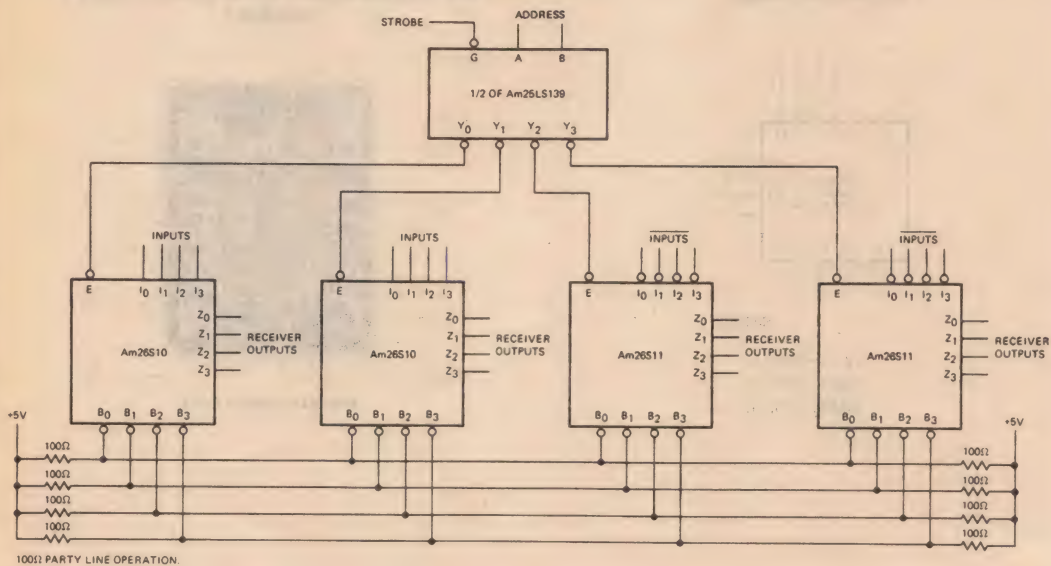 STROBE
ADDRESS
G A B
1/2 OF Am25LS139
Y0 Y1 Y2 Y3
INPUTS
INPUTS
INPUTS
INPUTS
E I0 I1 I2 I3
Z0
Z1
Z2
Z3
RECEIVER
OUTPUTS
Am26S10
B0 B1 B2 B3
E I0 I1 I2 I3
Z0
Z1
Z2
Z3
RECEIVER
OUTPUTS
Am26S10
B0 B1 B2 B3
E I0 I1 I2 I3
Z0
Z1
Z2
Z3
RECEIVER
OUTPUTS
Am26S11
B0 B1 B2 B3
E I0 I1 I2 I3
Z0
Z1
Z2
Z3
RECEIVER
OUTPUTS
Am26S11
B0 B1 B2 B3
+5V
100Ω
100Ω
100Ω
100Ω
+5V
100Ω
100Ω
100Ω
100Ω
100Ω PARTY LINE OPERATION.